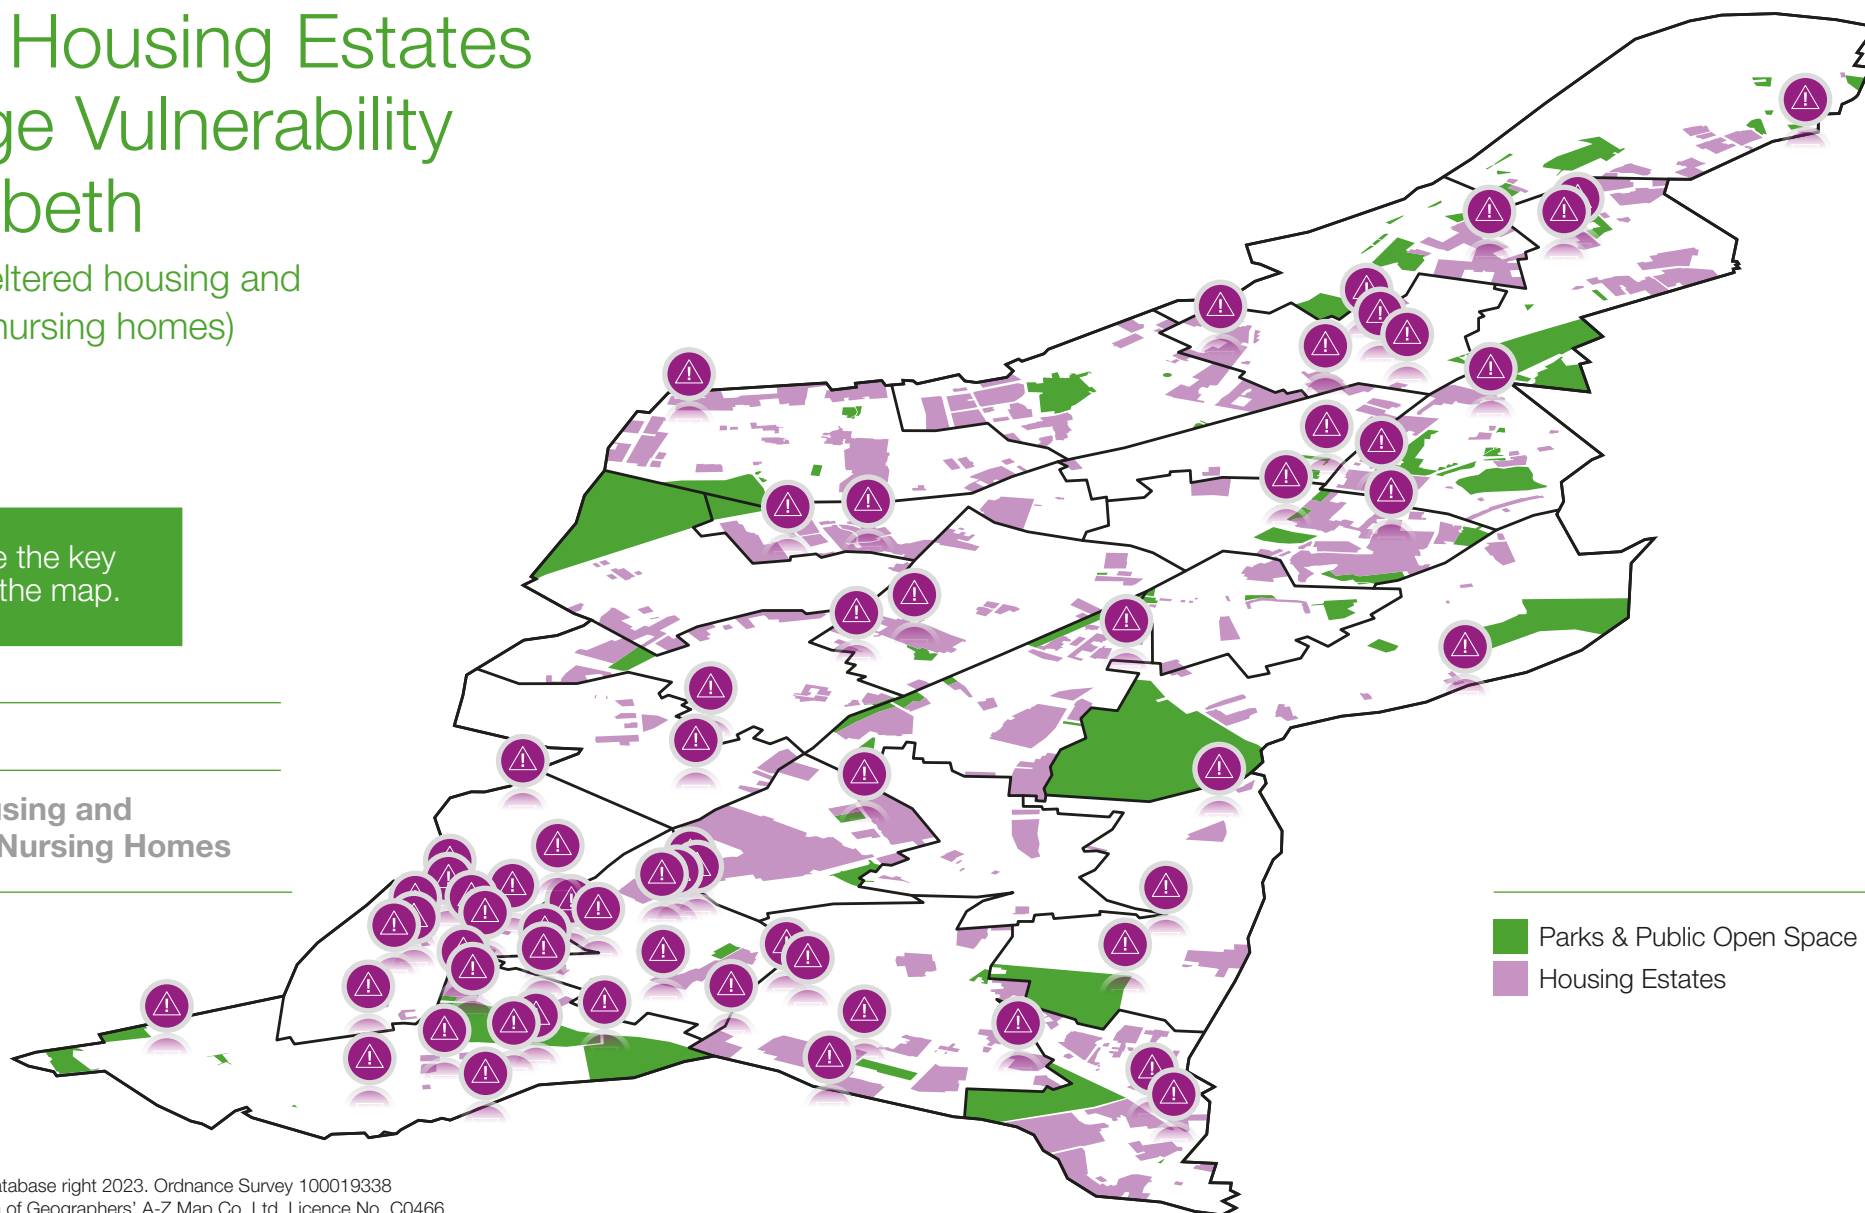 Housing Estates
ge Vulnerability
beth
eltered housing and
nursing homes)
e the key
the map.
using and
Nursing Homes
Parks & Public Open Space
Housing Estates
atabase right 2023. Ordnance Survey 100019338
of Geographers' A-Z Map Co. Ltd. Licence No. C0466